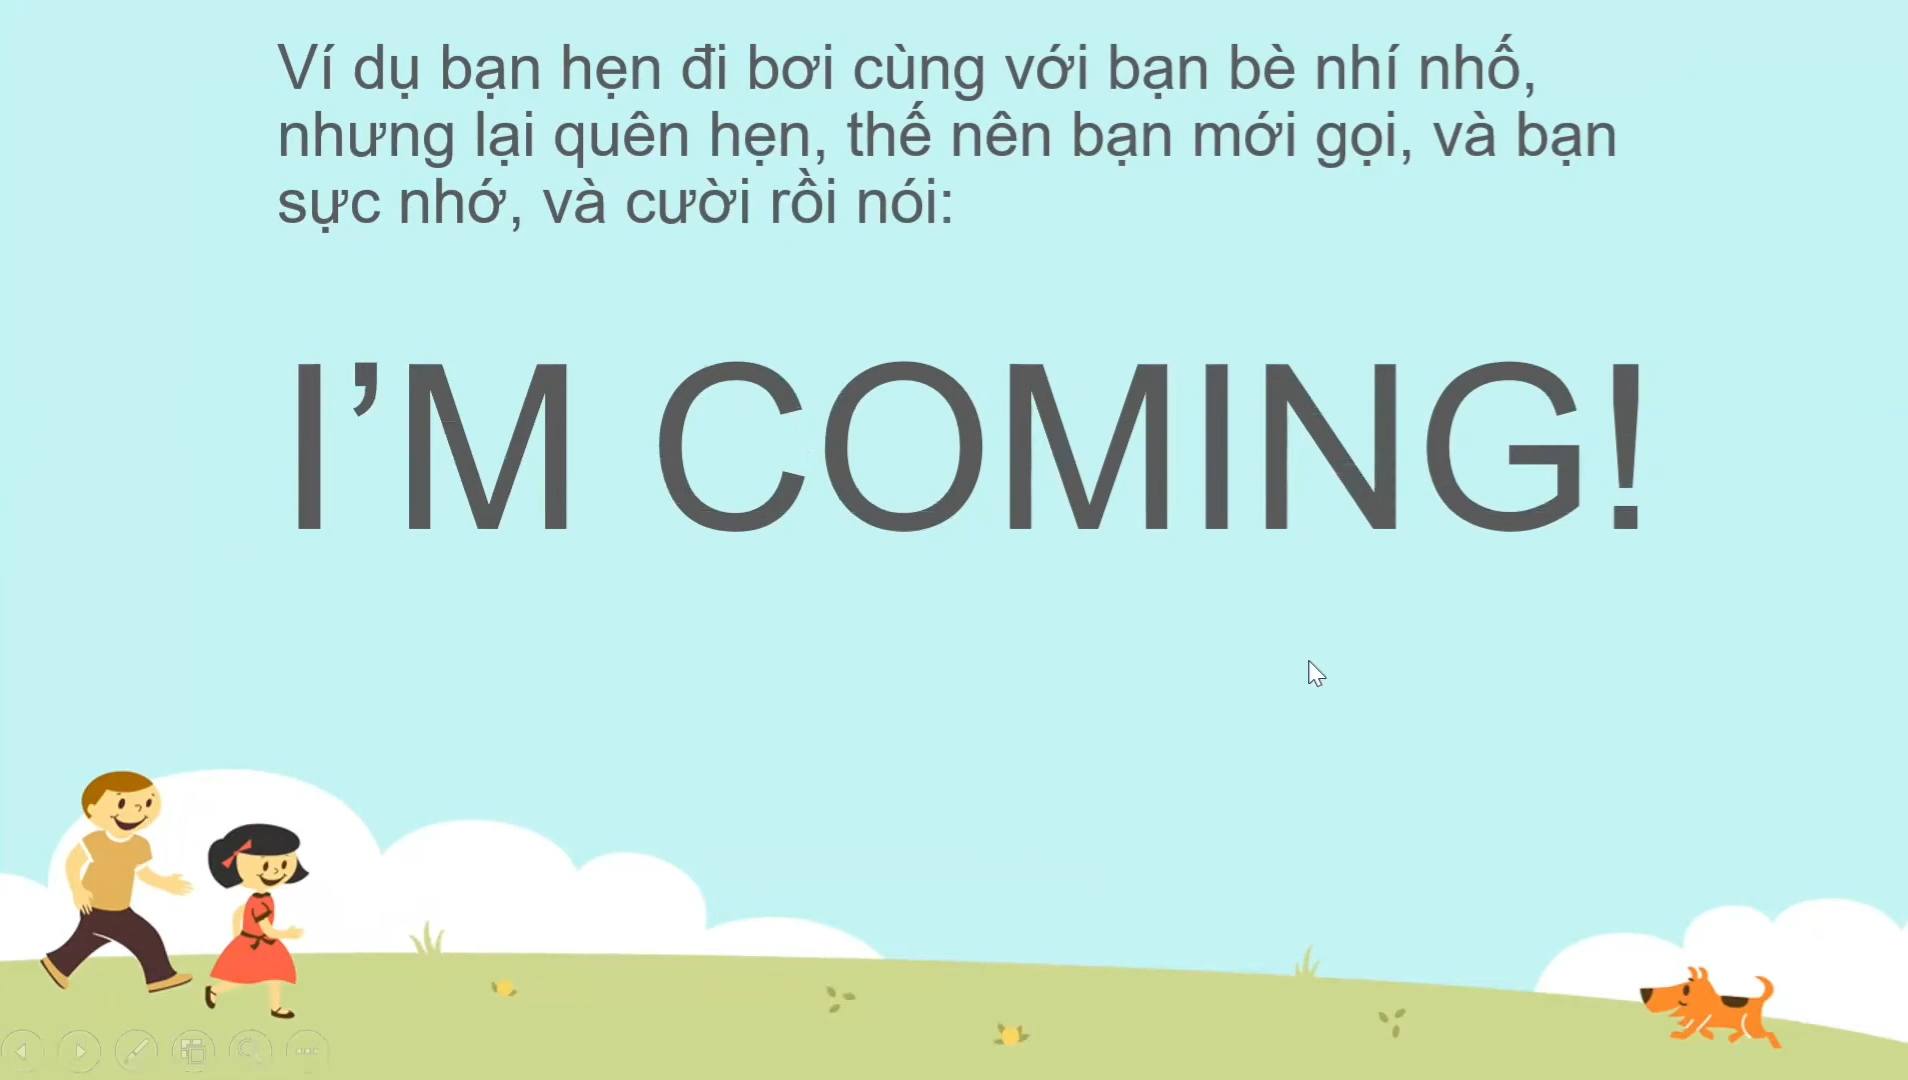 Ví dụ bạn hẹn đi bơi cùng với bạn bè nhí nhố,
nhưng lại quên hẹn, thế nên bạn mới gọi, và bạn
sực nhớ, và cười rồi nói:
I’M COMING!